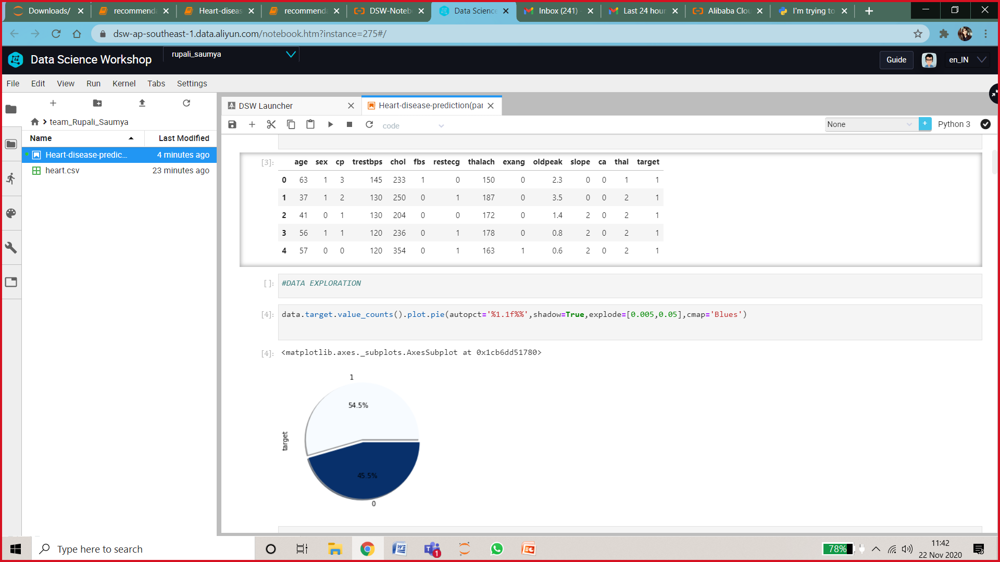 Downloads/
recommend
Heart-diseas
recommend
DSW-Noteb
Data Science
Inbox (241)
Last 24 hour
Alibaba Clou
I'm trying to
dsw-ap-southeast-1.data.aliyun.com/notebook.htm?instance=275#/
Data Science Workshop
rupali_saumya
Guide
en_IN
File Edit View Run Kernel Tabs Settings
DSW Launcher
Heart-disease-prediction(par
team_Rupali_Saumya
code
None
Python 3
Name Last Modified
Heart-disease-predic... 4 minutes ago
heart.csv 23 minutes ago
[3]: age sex cp trestbps chol fbs restecg thalach exang oldpeak slope ca thal target
0 63 1 3 145 233 1 0 150 0 2.3 0 0 1 1
1 37 1 2 130 250 0 1 187 0 3.5 0 0 2 1
2 41 0 1 130 204 0 0 172 0 1.4 2 0 2 1
3 56 1 1 120 236 0 1 178 0 0.8 2 0 2 1
4 57 0 0 120 354 0 1 163 1 0.6 2 0 2 1
[ ]: #DATA EXPLORATION
[4]: data.target.value_counts().plot.pie(autopct='%1.1f%%',shadow=True,explode=[0.005,0.05],cmap='Blues')
[4]: <matplotlib.axes._subplots.AxesSubplot at 0x1cb6dd51780>
1
54.5%
target
45.5%
0
Type here to search
1
78%
11:42
22 Nov 2020